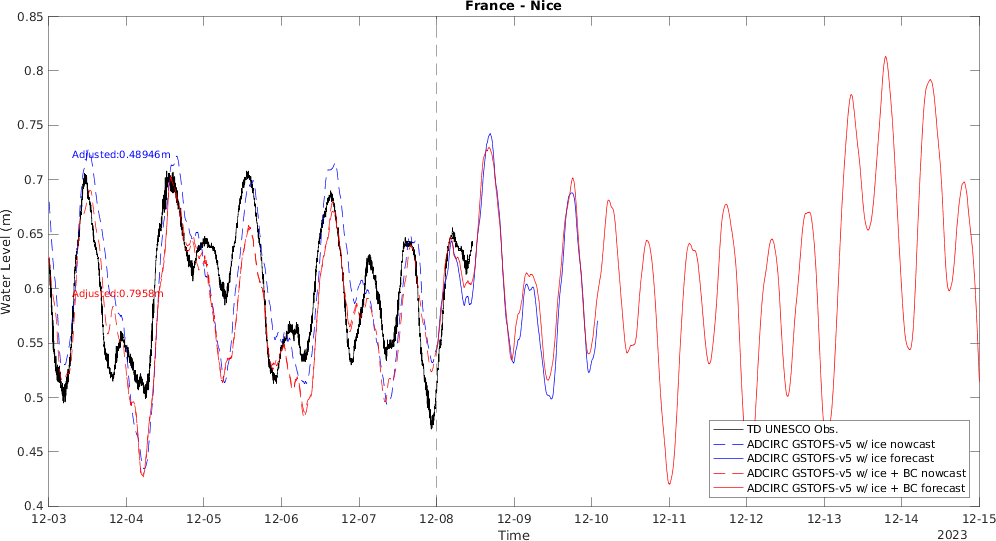 France - Nice
0.85
0.8
0.75
0.7
0.65
0.6
0.55
0.5
0.45
0.4
Water Level (m)
Adjusted:0.48946m
Adjusted:0.7958m
TD UNESCO Obs.
ADCIRC GSTOFS-v5 w/ ice nowcast
ADCIRC GSTOFS-v5 w/ ice forecast
ADCIRC GSTOFS-v5 w/ ice + BC nowcast
ADCIRC GSTOFS-v5 w/ ice + BC forecast
12-03 12-04 12-05 12-06 12-07 12-08 12-09 12-10 12-11 12-12 12-13 12-14 12-15
Time
2023